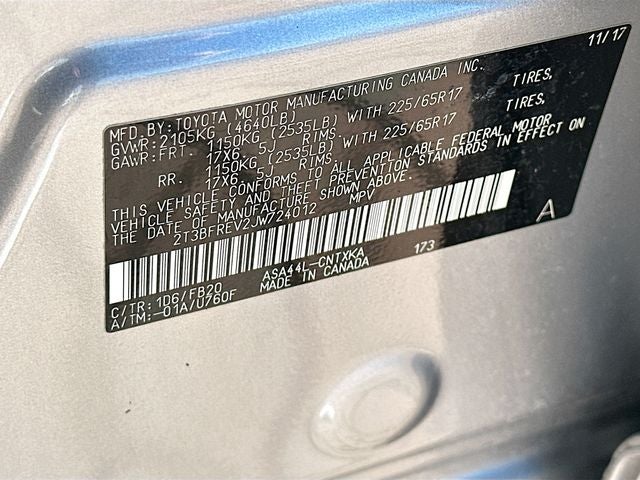 MFD. BY: TOYOTA MOTOR MANUFACTURING CANADA INC. 11/17
GVWR: 2105KG (4640LB)
GAWR: FRT. 1150KG (2535LB) WITH 225/65R17 TIRES,
17X6.5J RIMS.
RR. 1150KG (2535LB) WITH 225/65R17 TIRES,
17X6.5J RIMS.
THIS VEHICLE CONFORMS TO ALL APPLICABLE FEDERAL MOTOR
VEHICLE SAFETY AND THEFT PREVENTION STANDARDS IN EFFECT ON
THE DATE OF MANUFACTURE SHOWN ABOVE.
2T3BFREV2JW724012 MPV
A
C/TR: 1D6/FB20 ASA44L-CNTXKA 173
A/TM: -01A/U760F MADE IN CANADA